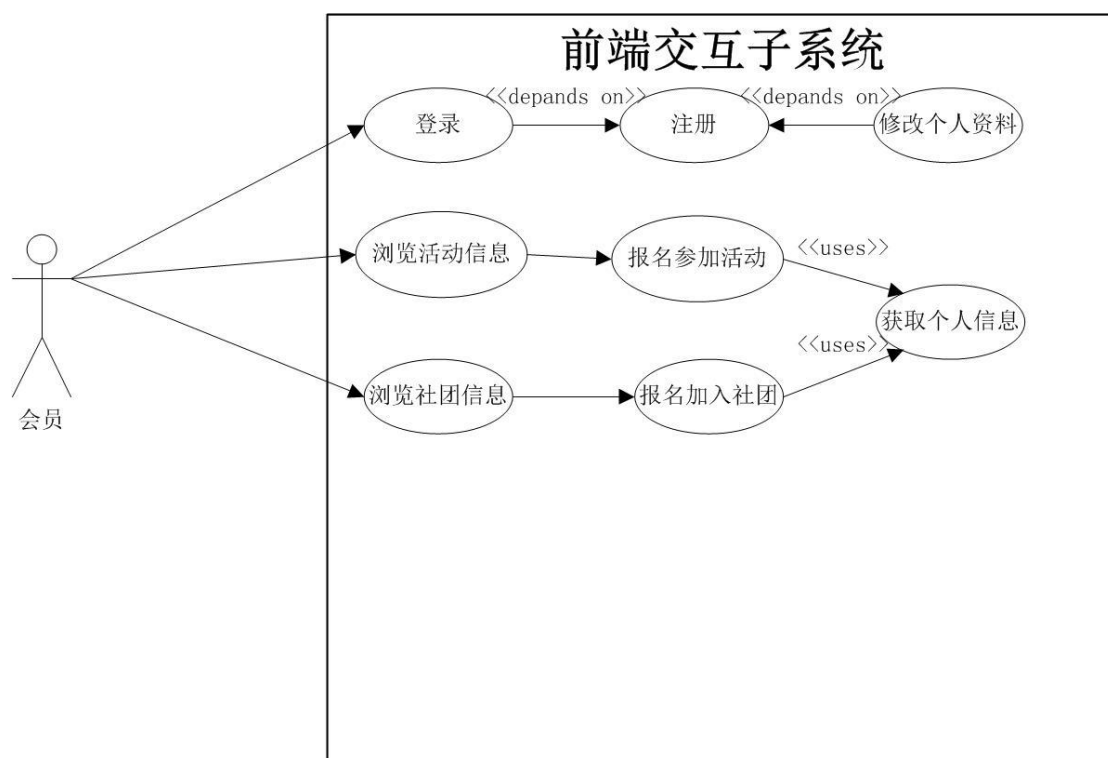 前端交互子系统
<<depands on>>
<<depands on>>
登录
注册
修改个人资料
浏览活动信息
报名参加活动
<<uses>>
获取个人信息
<<uses>>
浏览社团信息
报名加入社团
会员